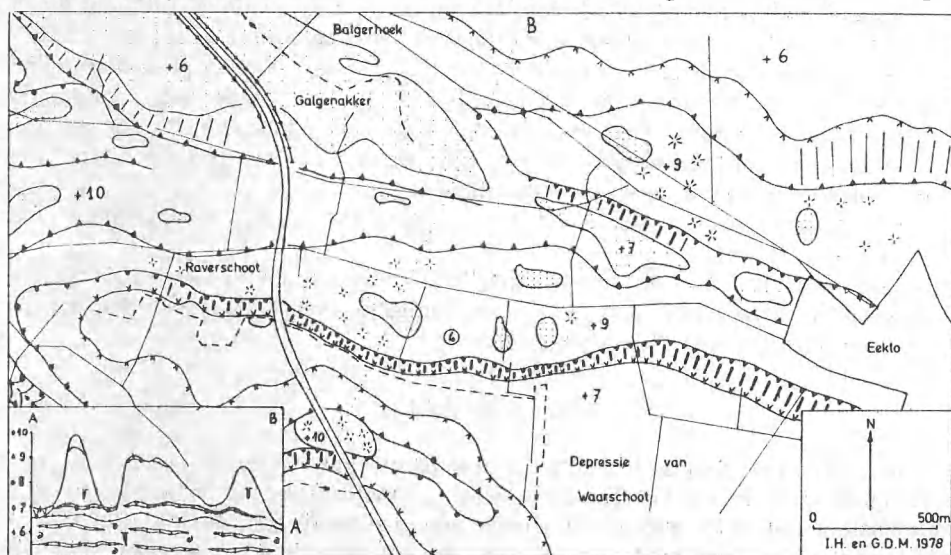 Balgerhoek
B
+6
+6
Galgenakker
+9
+10
+7
Raverschoot
6
+9
Eeklo
+7
A
B
+10
+10
N
+9
Depressie van
+8
Waarschoot
+7
0 500m
+6
A
I.H. en G.D.M. 1978